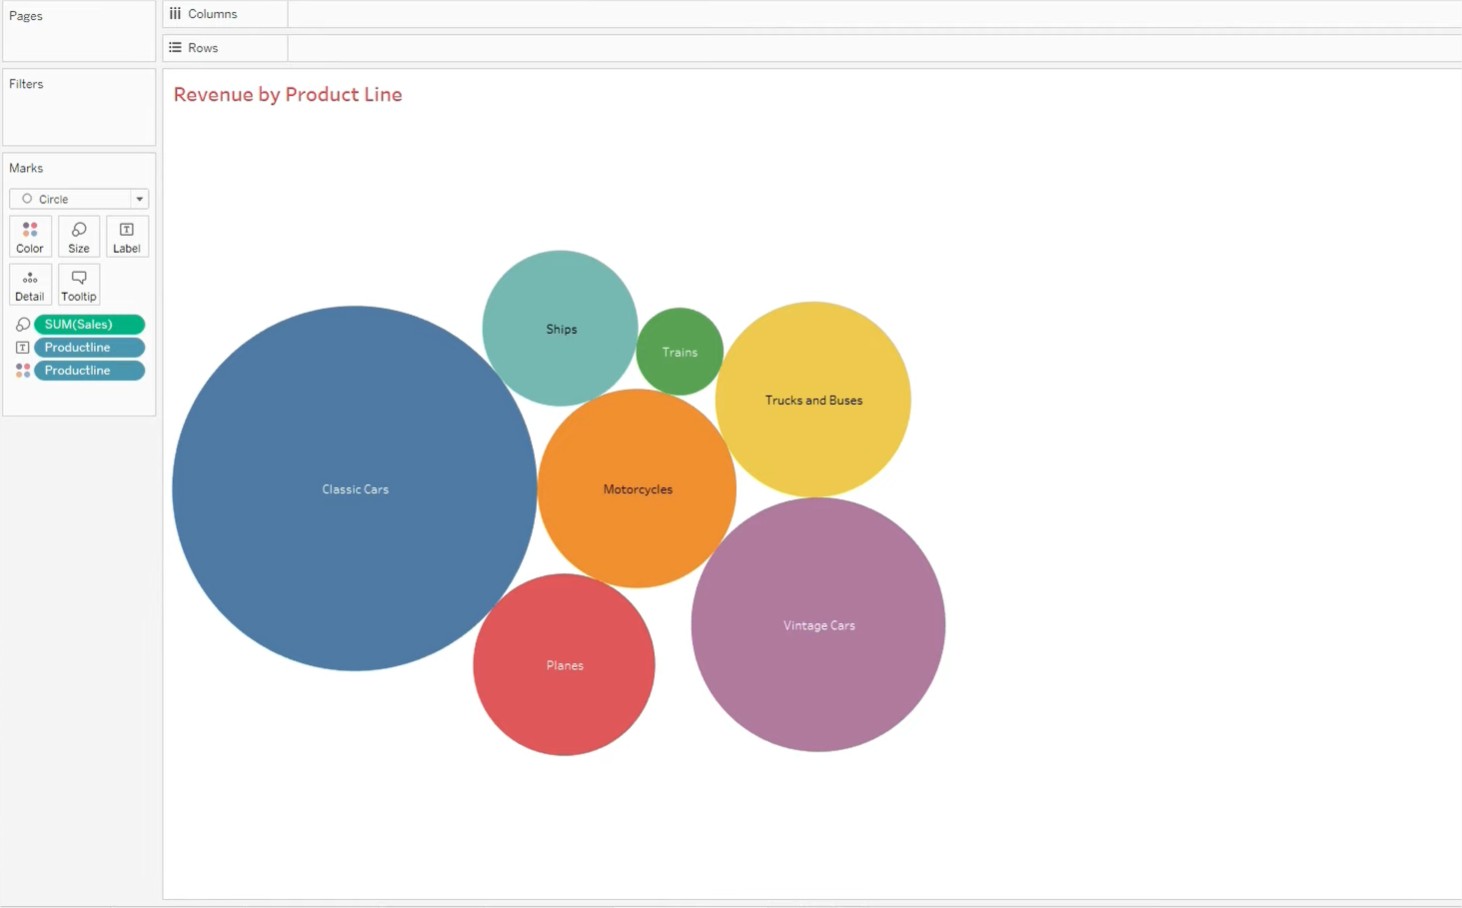 Pages
Columns
Rows
Filters
Revenue by Product Line
Marks
Circle
Color
Size
Label
Detail
Tooltip
SUM(Sales)
Productline
Productline
Ships
Trains
Trucks and Buses
Classic Cars
Motorcycles
Vintage Cars
Planes